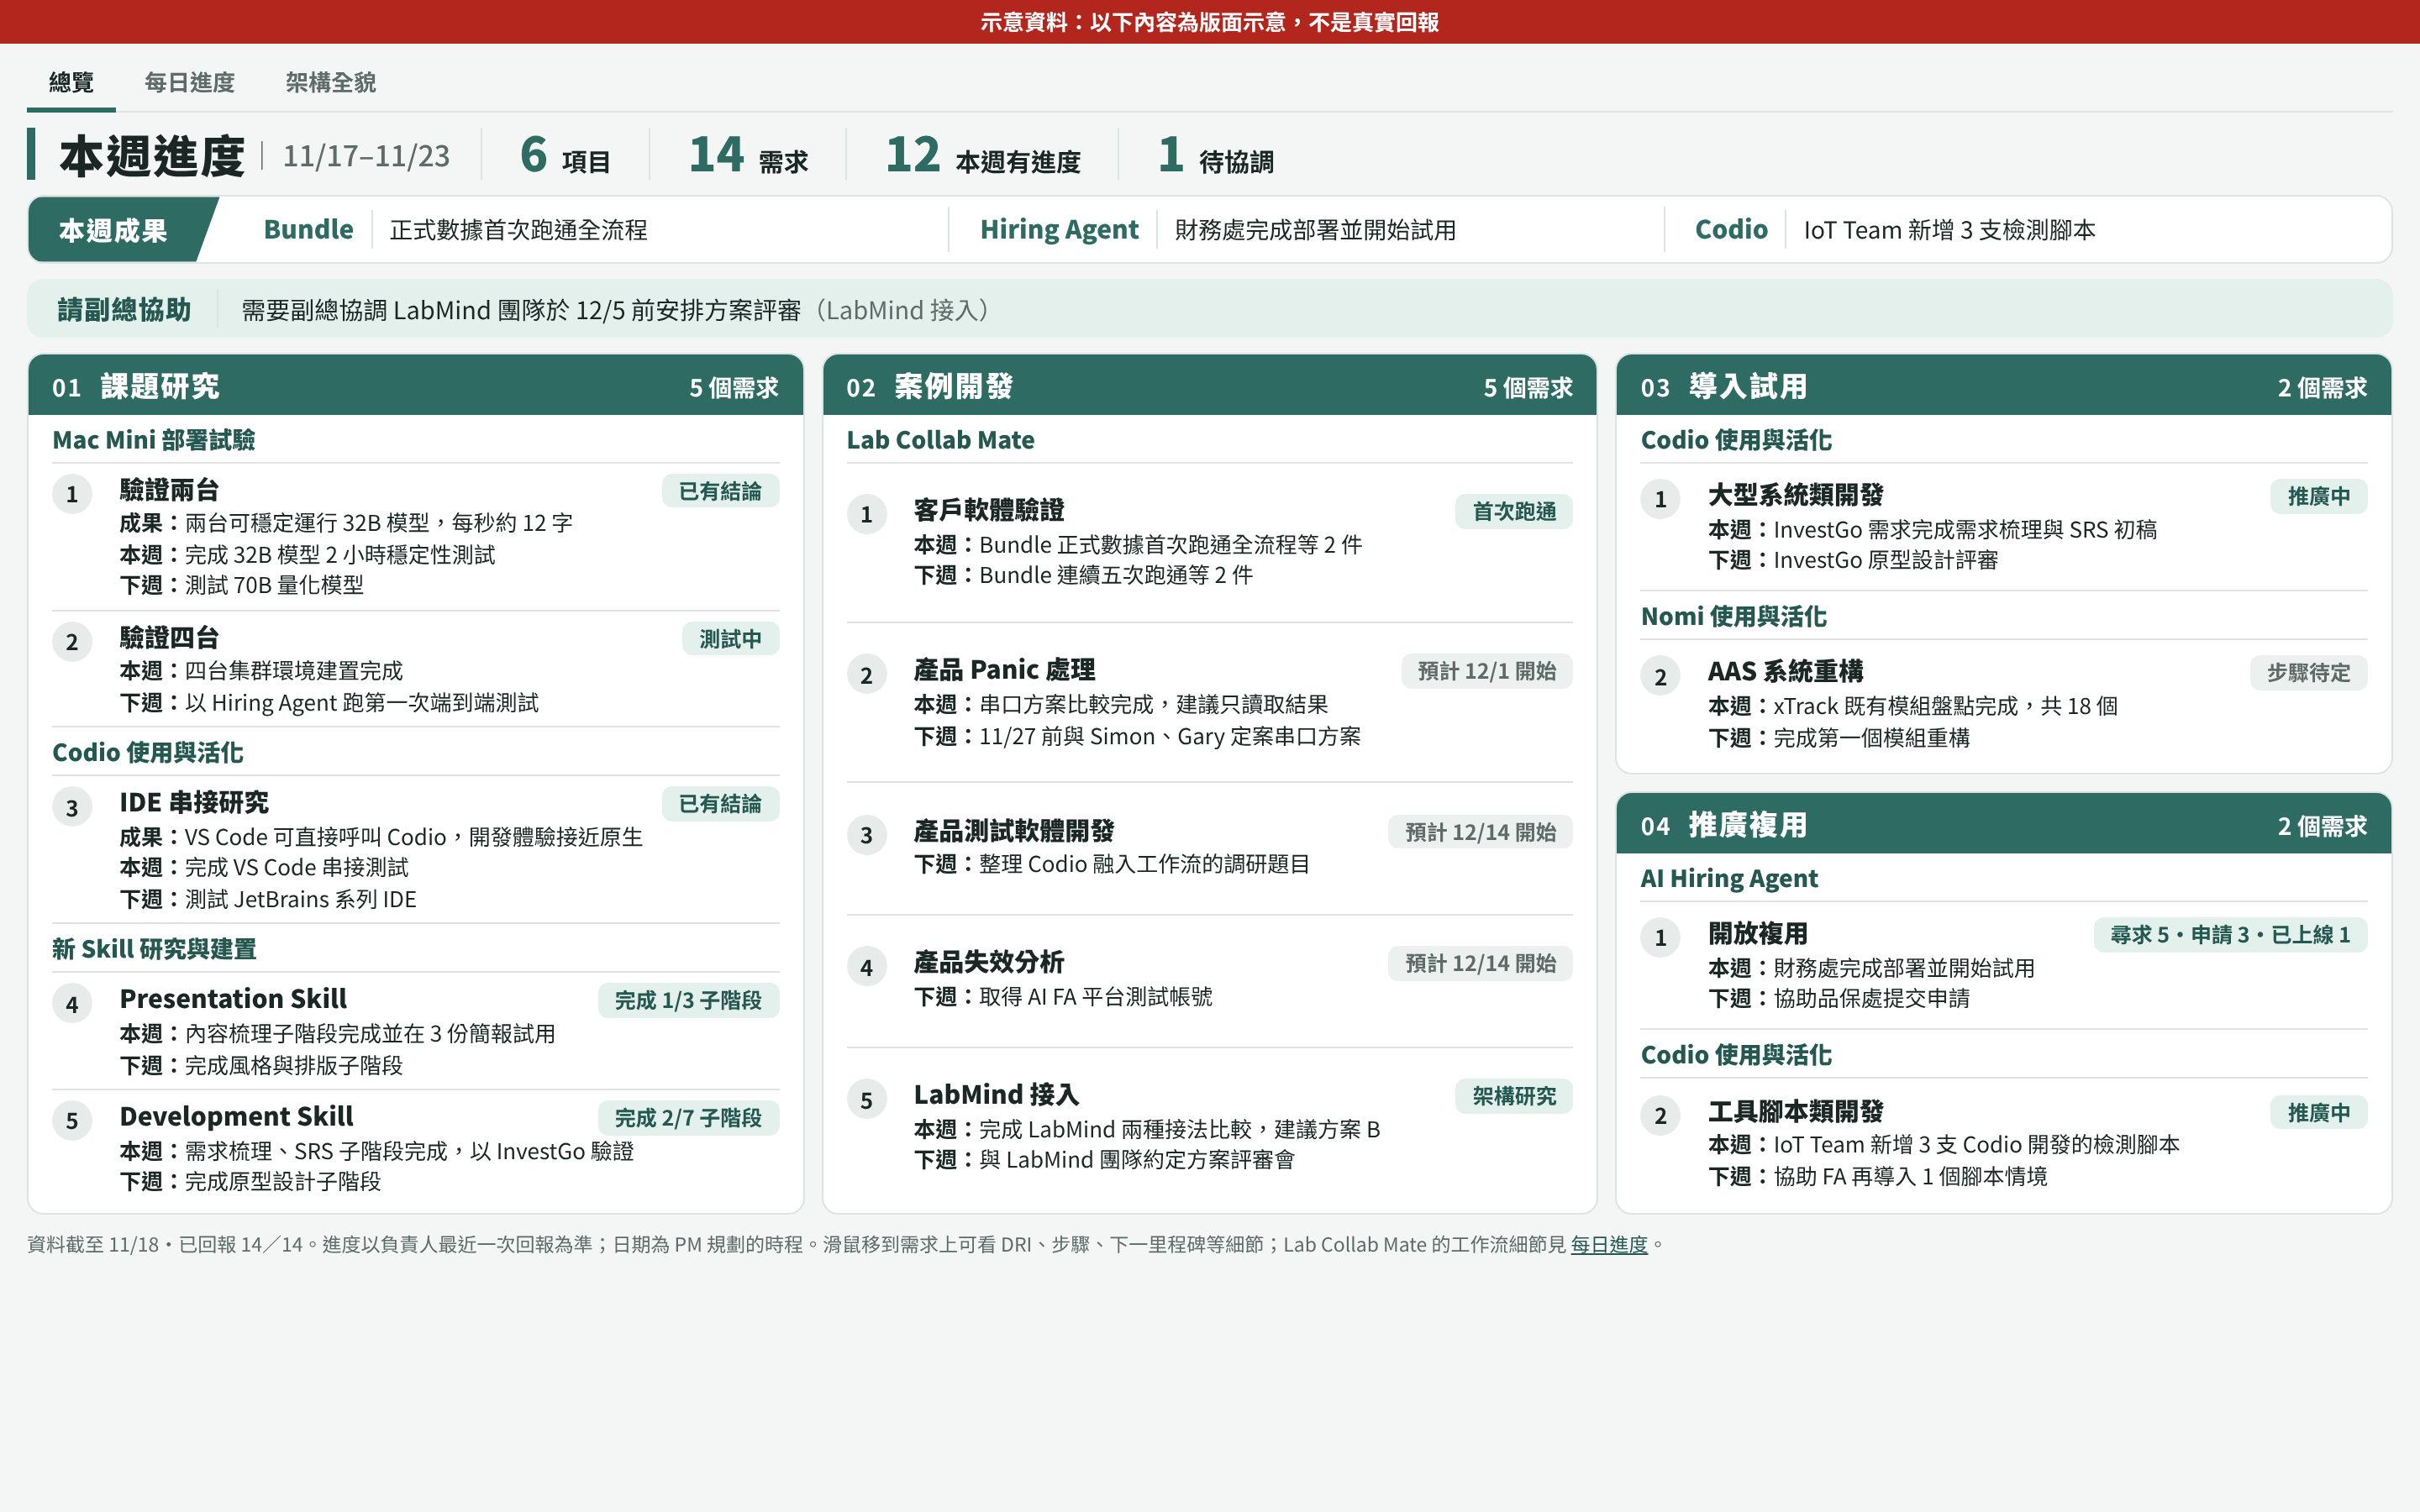 示意資料：以下內容為版面示意，不是真實回報
總覽 每日進度 架構全貌
本週進度 11/17–11/23 6 項目 14 需求 12 本週有進度 1 待協調
本週成果 Bundle 正式數據首次跑通全流程 Hiring Agent 財務處完成部署並開始試用 Codio IoT Team 新增 3 支檢測腳本
請副總協助 需要副總協調 LabMind 團隊於 12/5 前安排方案評審（LabMind 接入）
01 課題研究 5 個需求
Mac Mini 部署試驗
1 驗證兩台 已有結論
成果：兩台可穩定運行 32B 模型，每秒約 12 字
本週：完成 32B 模型 2 小時穩定性測試
下週：測試 70B 量化模型
2 驗證四台 測試中
本週：四台集群環境建置完成
下週：以 Hiring Agent 跑第一次端到端測試
Codio 使用與活化
3 IDE 串接研究 已有結論
成果：VS Code 可直接呼叫 Codio，開發體驗接近原生
本週：完成 VS Code 串接測試
下週：測試 JetBrains 系列 IDE
新 Skill 研究與建置
4 Presentation Skill 完成 1/3 子階段
本週：內容梳理子階段完成並在 3 份簡報試用
下週：完成風格與排版子階段
5 Development Skill 完成 2/7 子階段
本週：需求梳理、SRS 子階段完成，以 InvestGo 驗證
下週：完成原型設計子階段
02 案例開發 5 個需求
Lab Collab Mate
1 客戶軟體驗證 首次跑通
本週：Bundle 正式數據首次跑通全流程等 2 件
下週：Bundle 連續五次跑通等 2 件
2 產品 Panic 處理 預計 12/1 開始
本週：串口方案比較完成，建議只讀取結果
下週：11/27 前與 Simon、Gary 定案串口方案
3 產品測試軟體開發 預計 12/14 開始
下週：整理 Codio 融入工作流的調研題目
4 產品失效分析 預計 12/14 開始
下週：取得 AI FA 平台測試帳號
5 LabMind 接入 架構研究
本週：完成 LabMind 兩種接法比較，建議方案 B
下週：與 LabMind 團隊約定方案評審會
03 導入試用 2 個需求
Codio 使用與活化
1 大型系統類開發 推廣中
本週：InvestGo 需求完成需求梳理與 SRS 初稿
下週：InvestGo 原型設計評審
Nomi 使用與活化
2 AAS 系統重構 步驟待定
本週：xTrack 既有模組盤點完成，共 18 個
下週：完成第一個模組重構
04 推廣複用 2 個需求
AI Hiring Agent
1 開放複用 尋求 5・申請 3・已上線 1
本週：財務處完成部署並開始試用
下週：協助品保處提交申請
Codio 使用與活化
2 工具腳本類開發 推廣中
本週：IoT Team 新增 3 支 Codio 開發的檢測腳本
下週：協助 FA 再導入 1 個腳本情境
資料截至 11/18・已回報 14／14。進度以負責人最近一次回報為準；日期為 PM 規劃的時程。滑鼠移到需求上可看 DRI、步驟、下一里程碑等細節；Lab Collab Mate 的工作流細節見 每日進度。